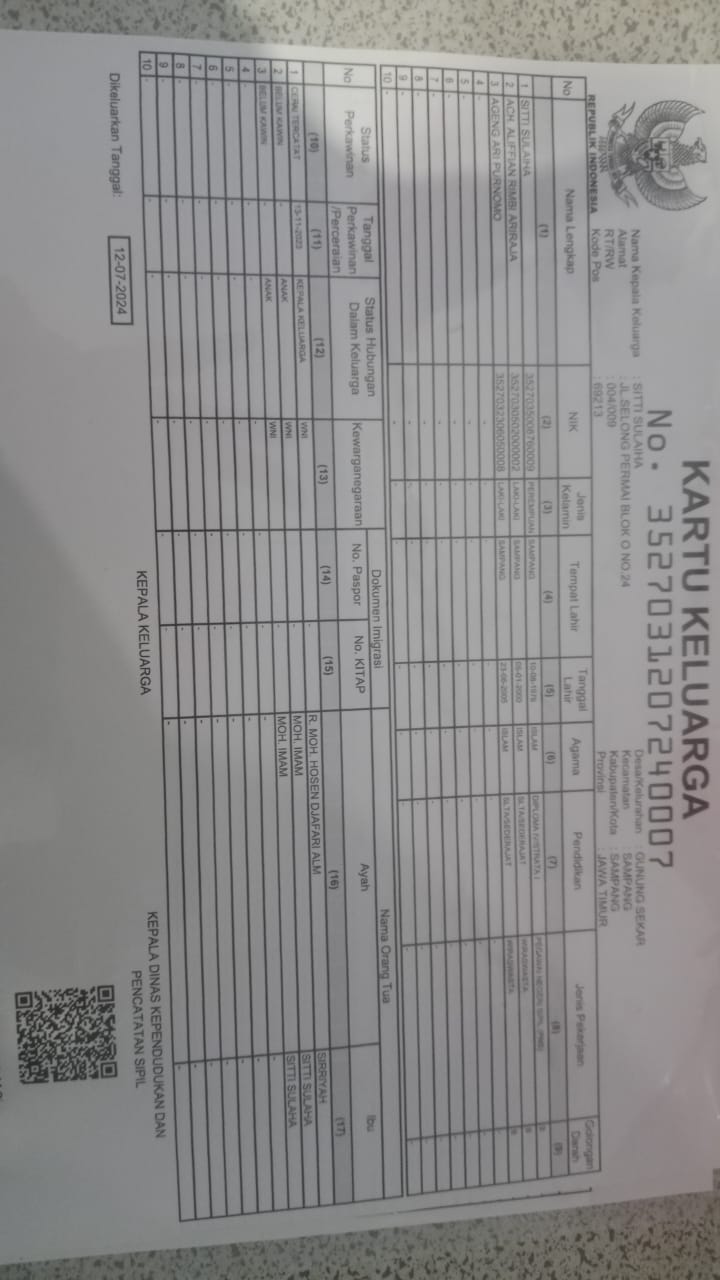 KARTU KELUARGA
No. 3527031207240007
REPUBLIK INDONESIA
Nama Kepala Keluarga : SITTI SULAIHA
Alamat : JL.SELONG PERMAI BLOK O NO.24
RT/RW : 004/009
Kode Pos : 69213
Desa/Kelurahan : GUNUNG SEKAR
Kecamatan : SAMPANG
Kabupaten/Kota : SAMPANG
Provinsi : JAWA TIMUR
No Nama Lengkap NIK Jenis Kelamin Tempat Lahir Tanggal Lahir Agama Pendidikan Jenis Pekerjaan Golongan Darah
(1) (2) (3) (4) (5) (6) (7) (8) (9)
1 SITTI SULAIHA 3527035008760009 PEREMPUAN SAMPANG 10-08-1976 ISLAM DIPLOMA IV/STRATA I PEGAWAI NEGERI SIPIL (PNS)
2 ACH. ALIFFIAN RIMBI ARIRAJA 3527030502000002 LAKI-LAKI SAMPANG 05-01-2000 ISLAM SLTA/SEDERAJAT WIRASWASTA
3 AGENG ARI PURNOMO 3527032306050008 LAKI-LAKI SAMPANG 23-06-2005 ISLAM SLTA/SEDERAJAT WIRASWASTA
4 - - - - - - - - -
5 - - - - - - - - -
6 - - - - - - - - -
7 - - - - - - - - -
8 - - - - - - - - -
9 - - - - - - - - -
10 - - - - - - - - -
No Status Perkawinan Tanggal Perkawinan /Perceraian Status Hubungan Dalam Keluarga Kewarganegaraan Dokumen Imigrasi No. Paspor No. KITAP Nama Orang Tua Ayah Ibu
(10) (11) (12) (13) (14) (15) (16) (17)
1 CERAI TERCATAT 13-11-2023 KEPALA KELUARGA WNI - - R. MOH. HOSEN DJAFARI ALM SIRRIYAH
2 BELUM KAWIN - ANAK WNI - - MOH. IMAM SITTI SULAHA
3 BELUM KAWIN - ANAK WNI - - MOH. IMAM SITTI SULAHA
4 - - - - - - - -
5 - - - - - - - -
6 - - - - - - - -
7 - - - - - - - -
8 - - - - - - - -
9 - - - - - - - -
10 - - - - - - - -
Dikeluarkan Tanggal: 12-07-2024
KEPALA KELUARGA
KEPALA DINAS KEPENDUDUKAN DAN
PENCATATAN SIPIL